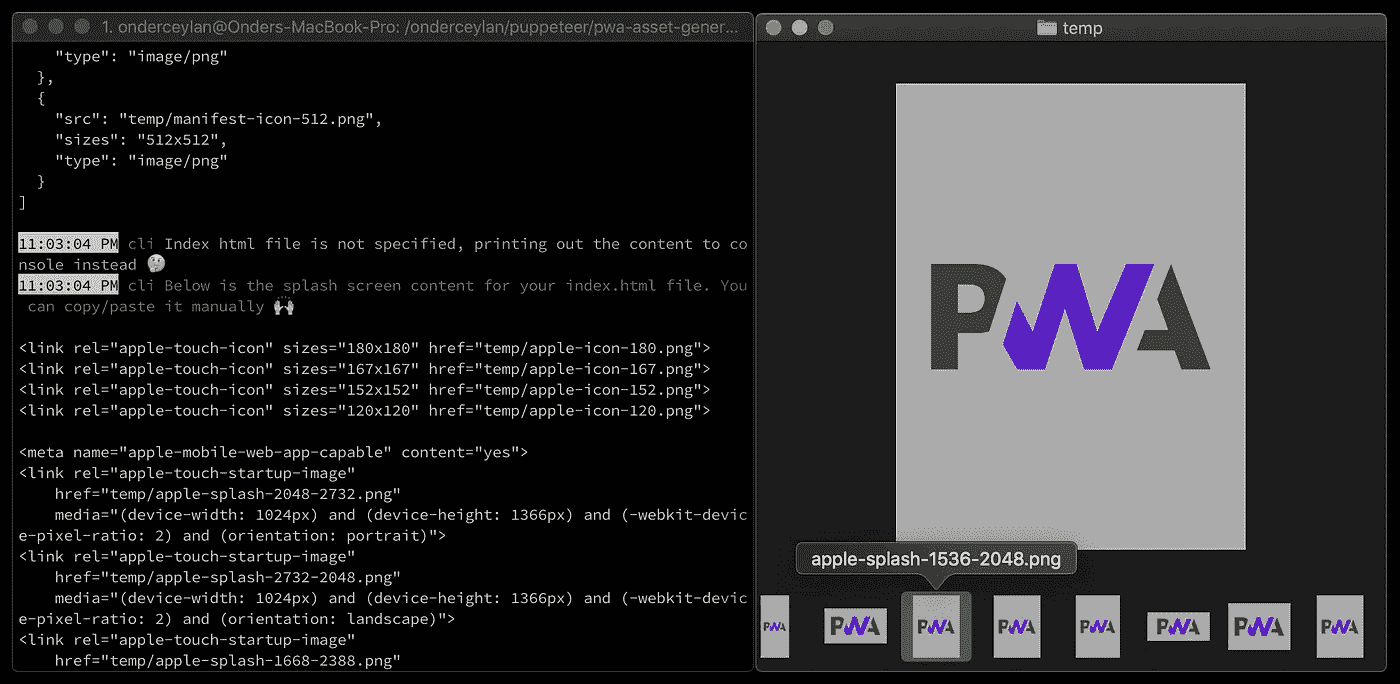 1. onderceylan@Onders-MacBook-Pro: /onderceylan/puppeteer/pwa-asset-gener...
"type": "image/png"
},
{
"src": "temp/manifest-icon-512.png",
"sizes": "512x512",
"type": "image/png"
}
]
11:03:04 PM cli Index html file is not specified, printing out the content to co
nsole instead 🤔
11:03:04 PM cli Below is the splash screen content for your index.html file. You
can copy/paste it manually 🙌
<link rel="apple-touch-icon" sizes="180x180" href="temp/apple-icon-180.png">
<link rel="apple-touch-icon" sizes="167x167" href="temp/apple-icon-167.png">
<link rel="apple-touch-icon" sizes="152x152" href="temp/apple-icon-152.png">
<link rel="apple-touch-icon" sizes="120x120" href="temp/apple-icon-120.png">
<meta name="apple-mobile-web-app-capable" content="yes">
<link rel="apple-touch-startup-image"
href="temp/apple-splash-2048-2732.png"
media="(device-width: 1024px) and (device-height: 1366px) and (-webkit-devic
e-pixel-ratio: 2) and (orientation: portrait)">
<link rel="apple-touch-startup-image"
href="temp/apple-splash-2732-2048.png"
media="(device-width: 1024px) and (device-height: 1366px) and (-webkit-devic
e-pixel-ratio: 2) and (orientation: landscape)">
<link rel="apple-touch-startup-image"
href="temp/apple-splash-1668-2388.png"
temp
PWA
apple-splash-1536-2048.png
PWA
PWA
PWA
PWA
PWA
PWA
PWA
PWA